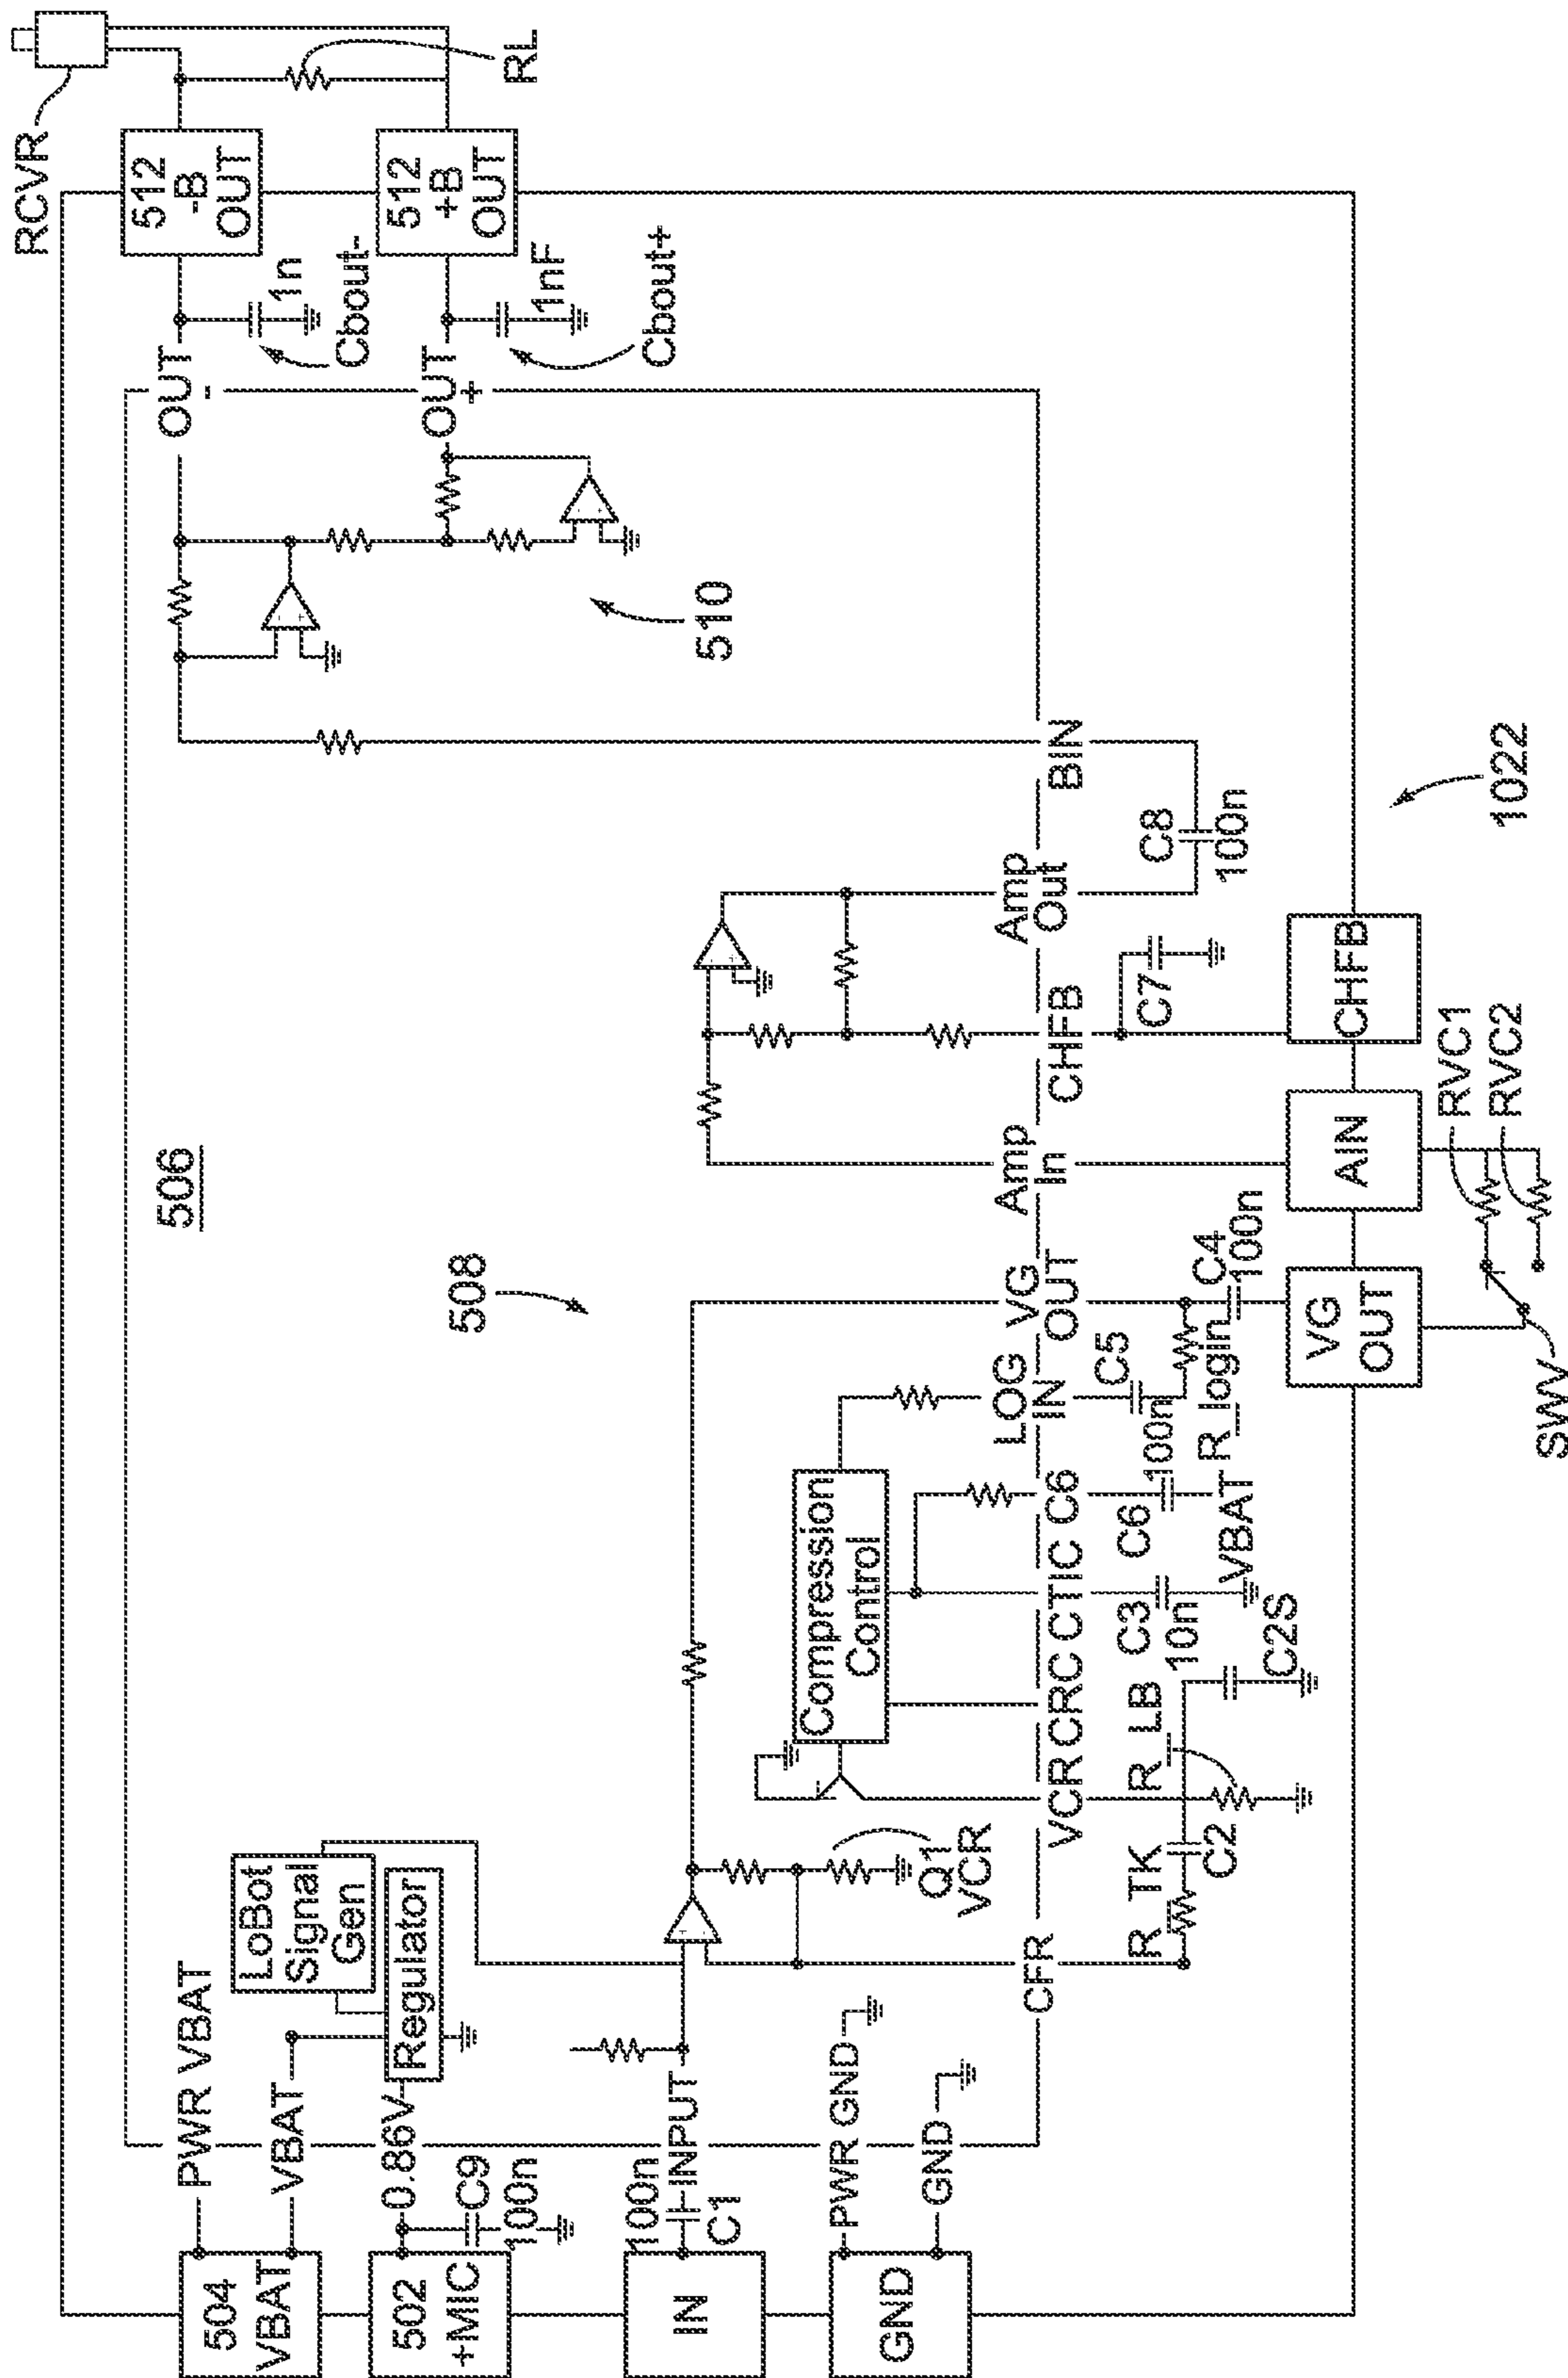 RCVR
RL
512
-B
OUT
512
+B
OUT
1n
Cbout-
1nF
Cbout+
OUT
-
OUT
+
510
506
508
BIN
C8
100n
1022
Amp
Out
CHFB
C7
CHFB
Amp
In
AIN
RVC1
RVC2
VG
OUT
C4
100n
VG
OUT
SWV
LOG
IN
C5
100n
R_login
Compression
Control
C6
C6
VBAT
CTIC
C3
10n
CRC
C2S
VCR
R_LB
C2
R_TK
Q1
VCR
CFR
LoBot
Signal
Gen
Regulator
PWR VBAT
VBAT
0.86V
C9
100n
INPUT
100n
C1
PWR GND
GND
504
VBAT
502
+MIC
IN
GND